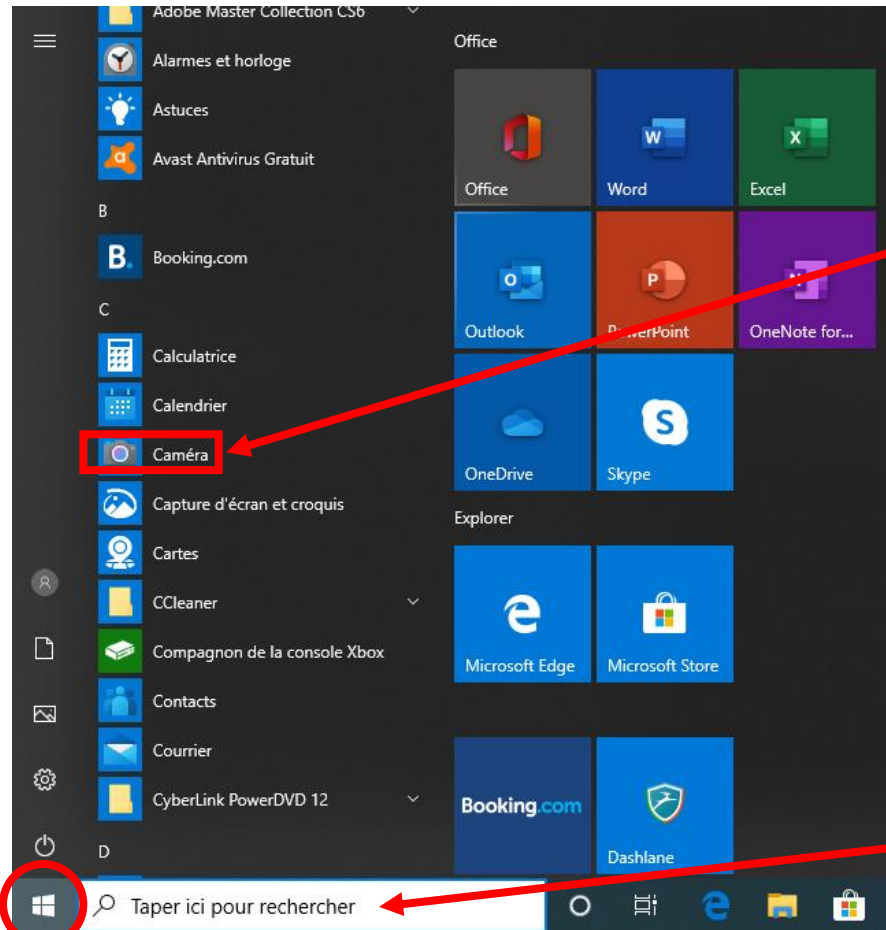 Adobe Master Collection CS6
Alarmes et horloge
Astuces
Avast Antivirus Gratuit
B
B. Booking.com
C
Calculatrice
Calendrier
Caméra
Capture d'écran et croquis
Cartes
CCleaner
Compagnon de la console Xbox
Contacts
Courrier
CyberLink PowerDVD 12
D
Office
Office
W
Word
X
Excel
O
Outlook
P
PowerPoint
N
OneNote for...
OneDrive
S
Skype
Explorer
Microsoft Edge
Microsoft Store
Booking.com
Dashlane
Taper ici pour rechercher